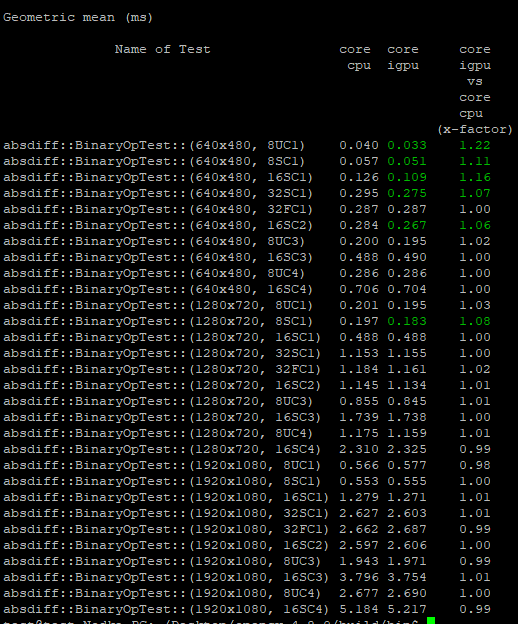 Geometric mean (ms)
Name of Test core core core
cpu igpu igpu
vs
core
cpu
(x-factor)
absdiff::BinaryOpTest::(640x480, 8UC1) 0.040 0.033 1.22
absdiff::BinaryOpTest::(640x480, 8SC1) 0.057 0.051 1.11
absdiff::BinaryOpTest::(640x480, 16SC1) 0.126 0.109 1.16
absdiff::BinaryOpTest::(640x480, 32SC1) 0.295 0.275 1.07
absdiff::BinaryOpTest::(640x480, 32FC1) 0.287 0.287 1.00
absdiff::BinaryOpTest::(640x480, 16SC2) 0.284 0.267 1.06
absdiff::BinaryOpTest::(640x480, 8UC3) 0.200 0.195 1.02
absdiff::BinaryOpTest::(640x480, 16SC3) 0.488 0.490 1.00
absdiff::BinaryOpTest::(640x480, 8UC4) 0.286 0.286 1.00
absdiff::BinaryOpTest::(640x480, 16SC4) 0.706 0.704 1.00
absdiff::BinaryOpTest::(1280x720, 8UC1) 0.201 0.195 1.03
absdiff::BinaryOpTest::(1280x720, 8SC1) 0.197 0.183 1.08
absdiff::BinaryOpTest::(1280x720, 16SC1) 0.488 0.488 1.00
absdiff::BinaryOpTest::(1280x720, 32SC1) 1.153 1.155 1.00
absdiff::BinaryOpTest::(1280x720, 32FC1) 1.184 1.161 1.02
absdiff::BinaryOpTest::(1280x720, 16SC2) 1.145 1.134 1.01
absdiff::BinaryOpTest::(1280x720, 8UC3) 0.855 0.845 1.01
absdiff::BinaryOpTest::(1280x720, 16SC3) 1.739 1.738 1.00
absdiff::BinaryOpTest::(1280x720, 8UC4) 1.175 1.159 1.01
absdiff::BinaryOpTest::(1280x720, 16SC4) 2.310 2.325 0.99
absdiff::BinaryOpTest::(1920x1080, 8UC1) 0.566 0.577 0.98
absdiff::BinaryOpTest::(1920x1080, 8SC1) 0.553 0.555 1.00
absdiff::BinaryOpTest::(1920x1080, 16SC1) 1.279 1.271 1.01
absdiff::BinaryOpTest::(1920x1080, 32SC1) 2.627 2.603 1.01
absdiff::BinaryOpTest::(1920x1080, 32FC1) 2.662 2.687 0.99
absdiff::BinaryOpTest::(1920x1080, 16SC2) 2.597 2.606 1.00
absdiff::BinaryOpTest::(1920x1080, 8UC3) 1.943 1.971 0.99
absdiff::BinaryOpTest::(1920x1080, 16SC3) 3.796 3.754 1.01
absdiff::BinaryOpTest::(1920x1080, 8UC4) 2.677 2.690 1.00
absdiff::BinaryOpTest::(1920x1080, 16SC4) 5.184 5.217 0.99